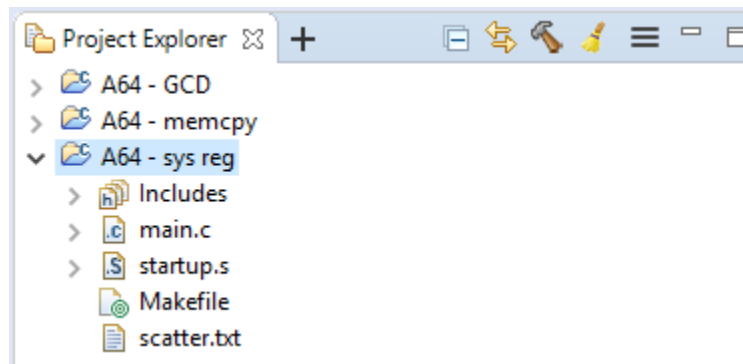 Project Explorer
A64 - GCD
A64 - memcpy
A64 - sys reg
Includes
main.c
startup.s
Makefile
scatter.txt